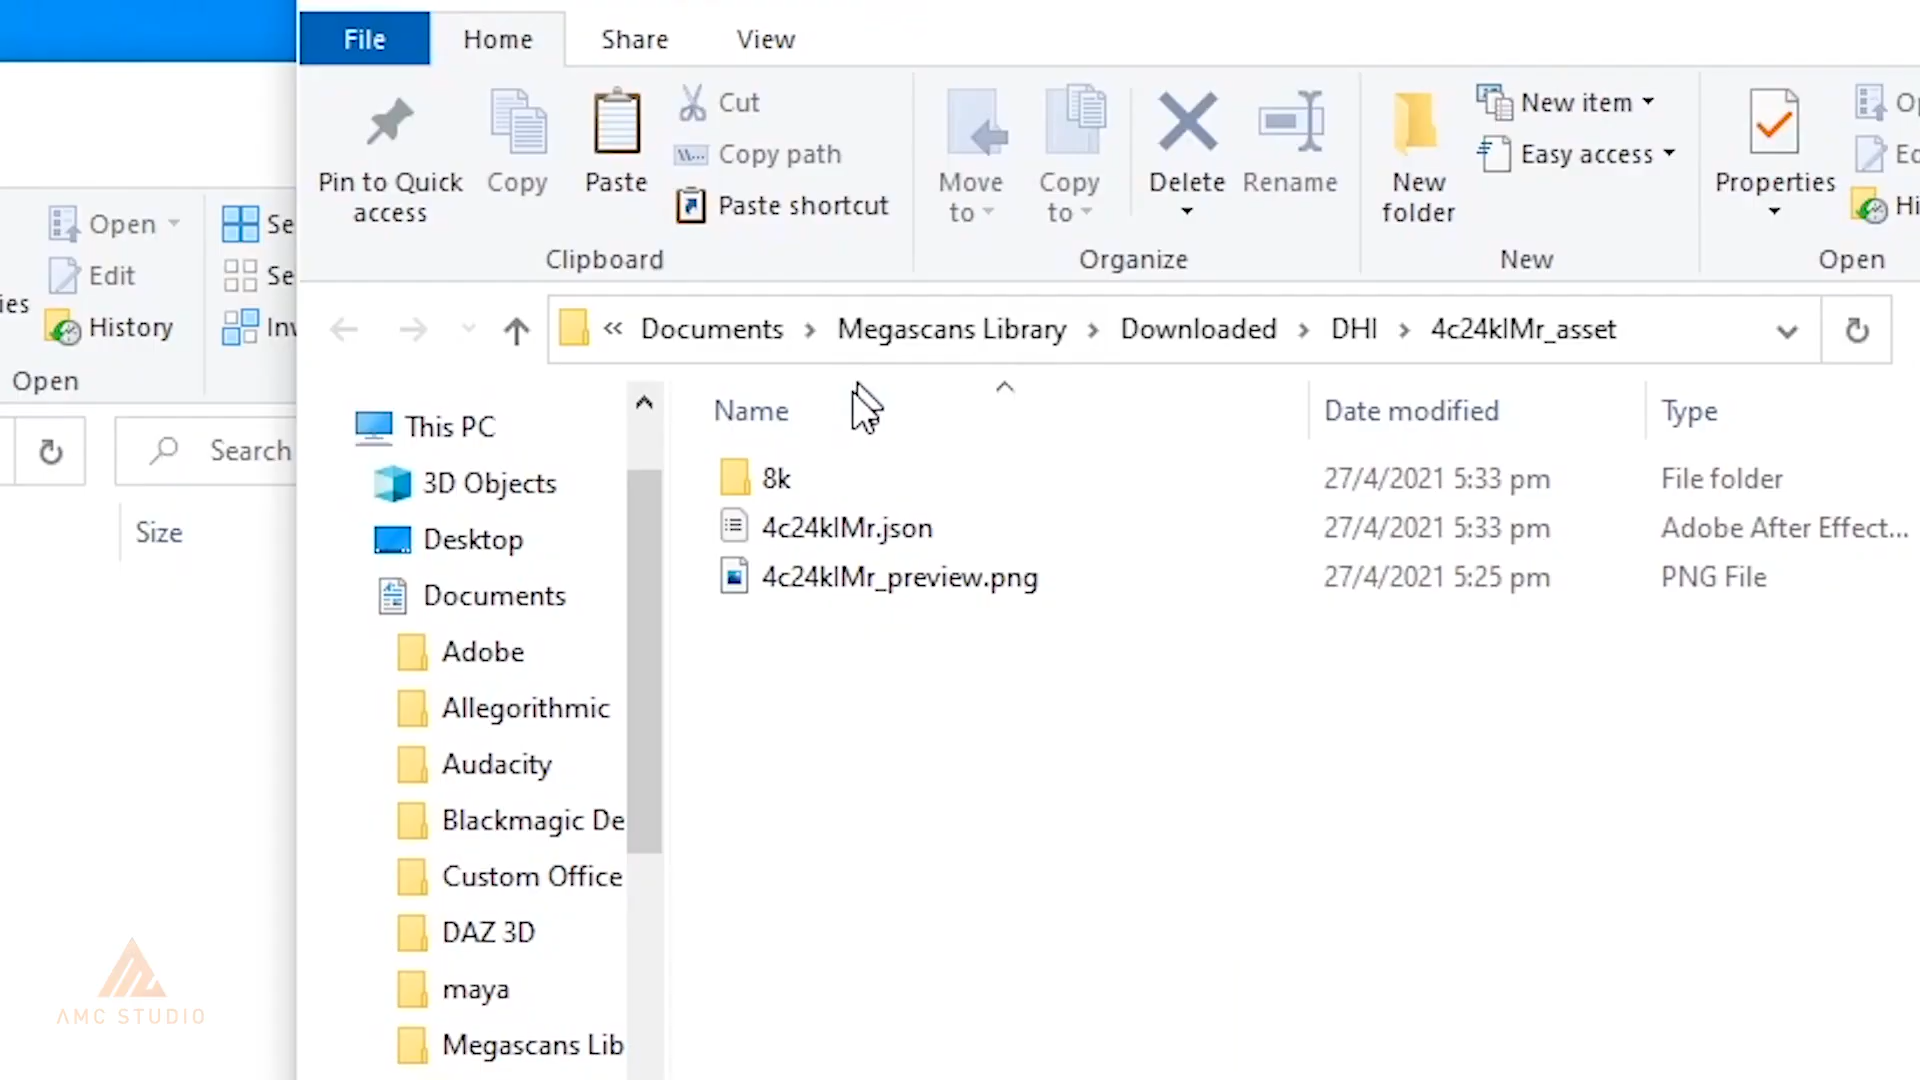 File Home Share View
Pin to Quick access
Copy
Paste
Cut
Copy path
Paste shortcut
Clipboard
Move to
Copy to
Delete
Rename
Organize
New folder
New item
Easy access
New
Properties
Open
Open
Edit
History
Open
Se
Se
Inv
ies
Search
Size
« Documents > Megascans Library > Downloaded > DHI > 4c24klMr_asset
This PC
3D Objects
Desktop
Documents
Adobe
Allegorithmic
Audacity
Blackmagic De
Custom Office
DAZ 3D
maya
Megascans Lib
Name Date modified Type
8k 27/4/2021 5:33 pm File folder
4c24klMr.json 27/4/2021 5:33 pm Adobe After Effect...
4c24klMr_preview.png 27/4/2021 5:25 pm PNG File
AMC STUDIO